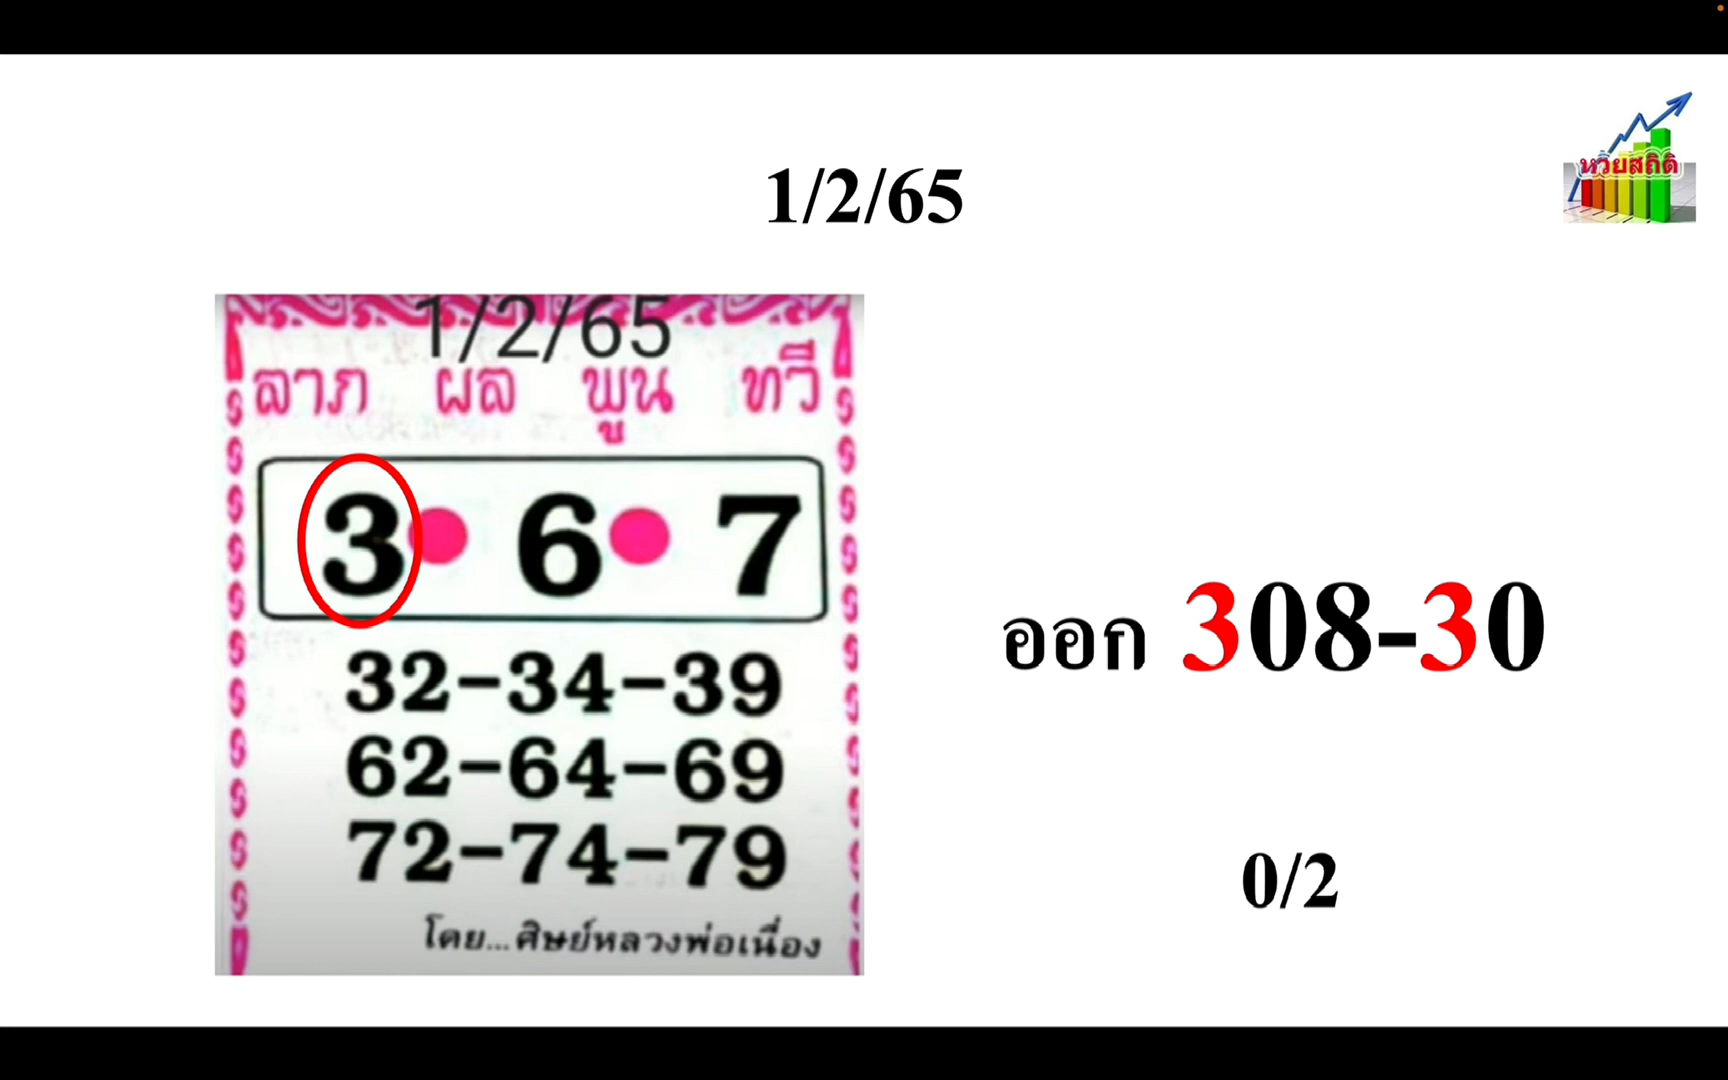 1/2/65
หวยสถิติ
1/2/65
ลาภ ผล พูน ทวี
3 • 6 • 7
32-34-39
62-64-69
72-74-79
โดย...ศิษย์หลวงพ่อเนื่อง
ออก 308-30
0/2